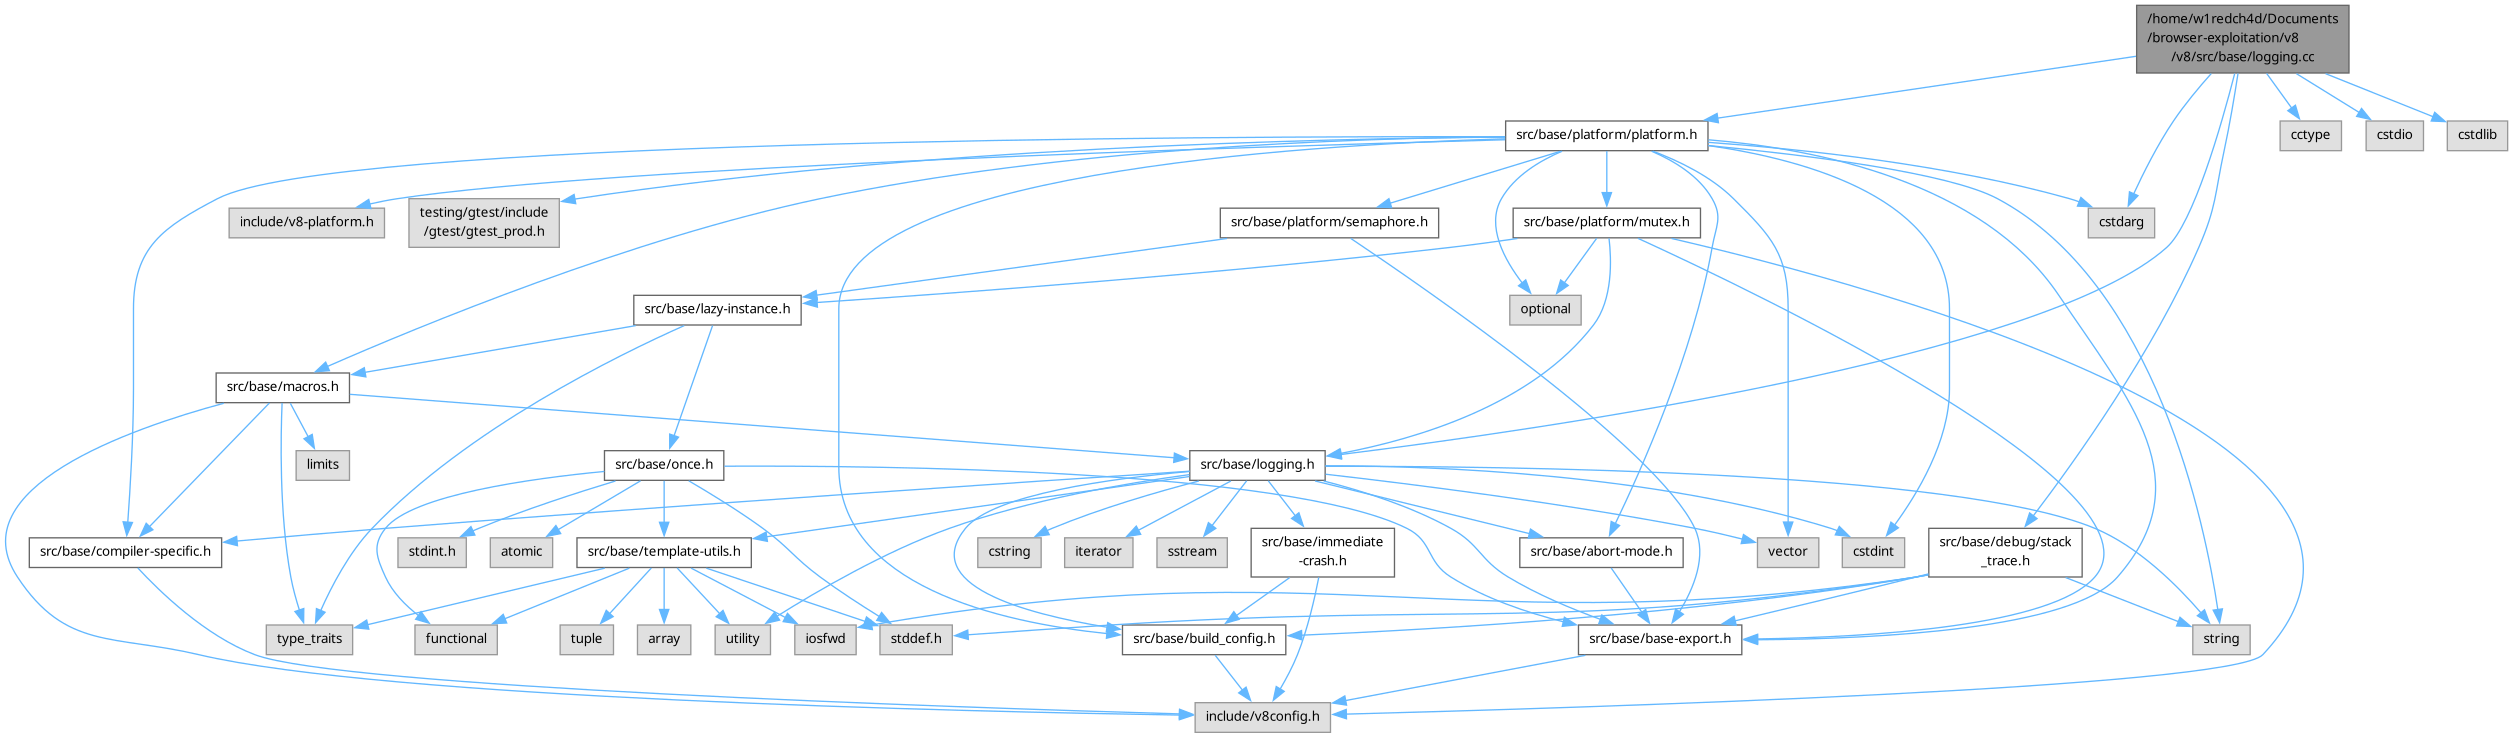 /home/w1redch4d/Documents
/browser-exploitation/v8
/v8/src/base/logging.cc
src/base/platform/platform.h
cctype
cstdio
cstdlib
include/v8-platform.h
testing/gtest/include
/gtest/gtest_prod.h
src/base/platform/semaphore.h
src/base/platform/mutex.h
cstdarg
src/base/lazy-instance.h
optional
src/base/macros.h
limits
src/base/once.h
src/base/logging.h
src/base/compiler-specific.h
stdint.h
atomic
src/base/template-utils.h
cstring
iterator
sstream
src/base/immediate
-crash.h
src/base/abort-mode.h
vector
cstdint
src/base/debug/stack
_trace.h
type_traits
functional
tuple
array
utility
iosfwd
stddef.h
src/base/build_config.h
src/base/base-export.h
string
include/v8config.h